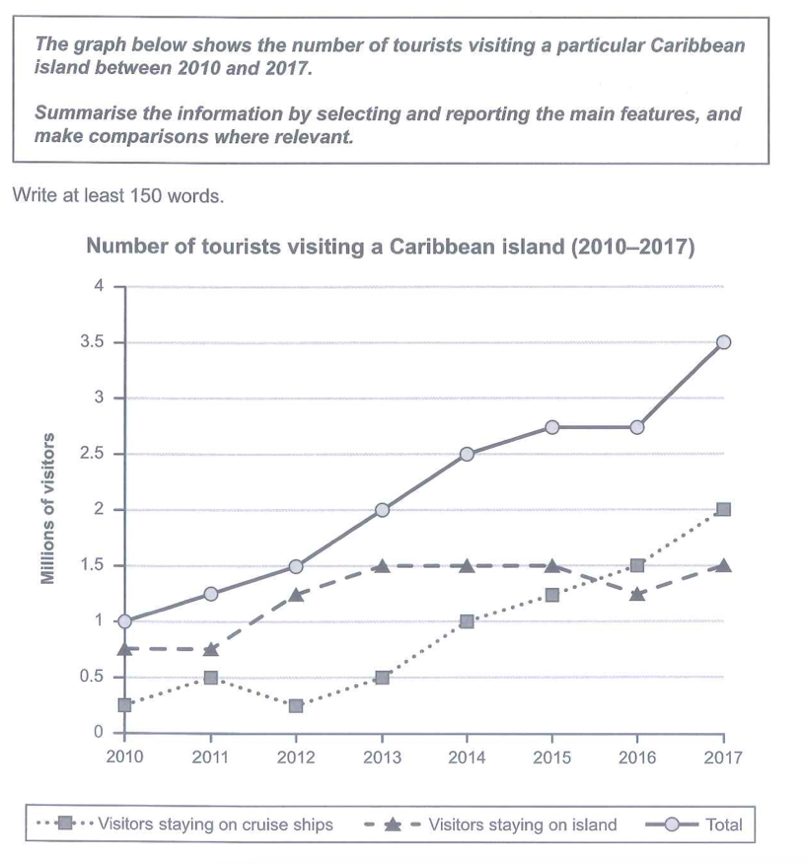 The graph below shows the number of tourists visiting a particular Caribbean
island between 2010 and 2017.
Summarise the information by selecting and reporting the main features, and
make comparisons where relevant.
Write at least 150 words.
Number of tourists visiting a Caribbean island (2010–2017)
Millions of visitors
4
3.5
3
2.5
2
1.5
1
0.5
0
2010 2011 2012 2013 2014 2015 2016 2017
Visitors staying on cruise ships Visitors staying on island Total